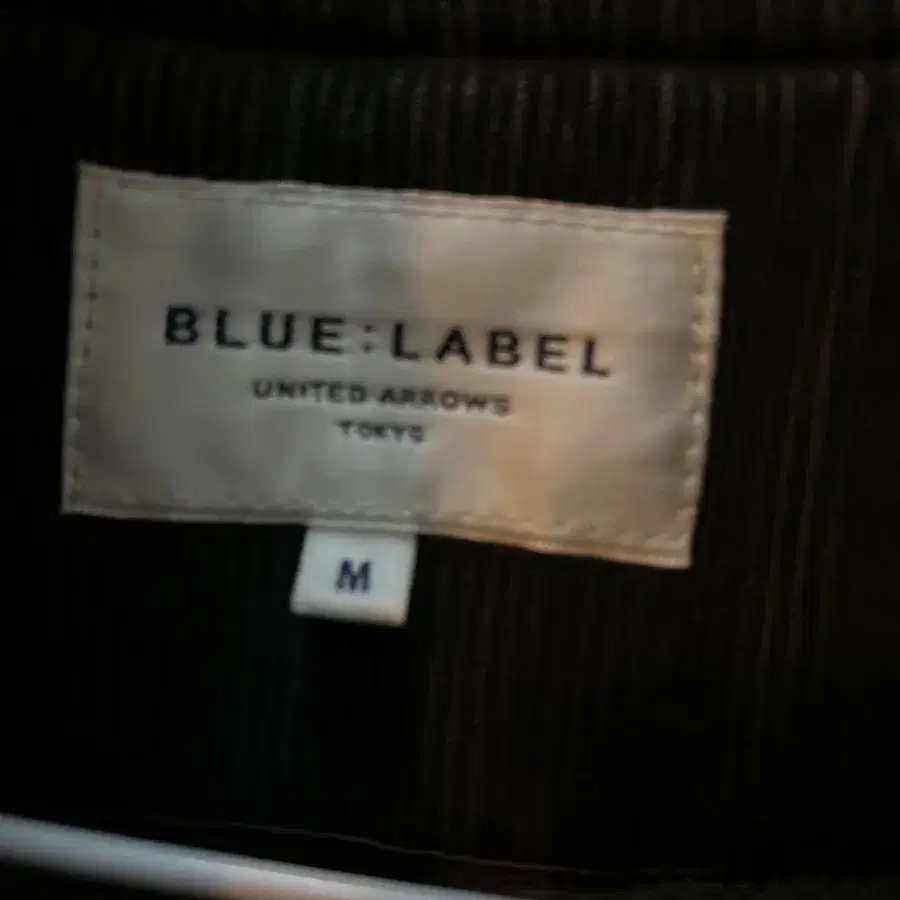 BLUE:LABEL
UNITED ARROWS
TOKYO
M